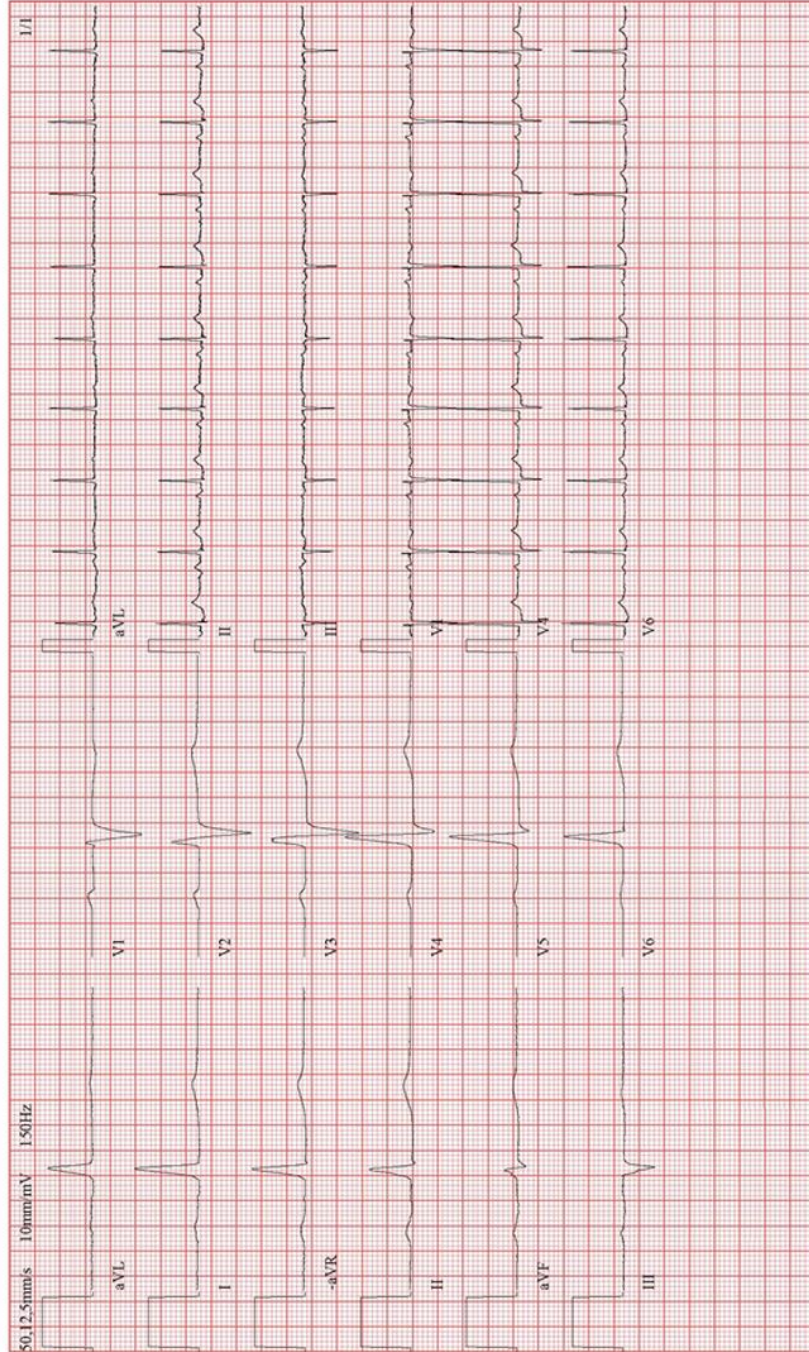 50,12,5mm/s 10mm/mV 150Hz 1/1
aVL V1 aVL
I V2 II
-aVR V3 III
II V4 V1
aVF V5 V4
III V6 V6